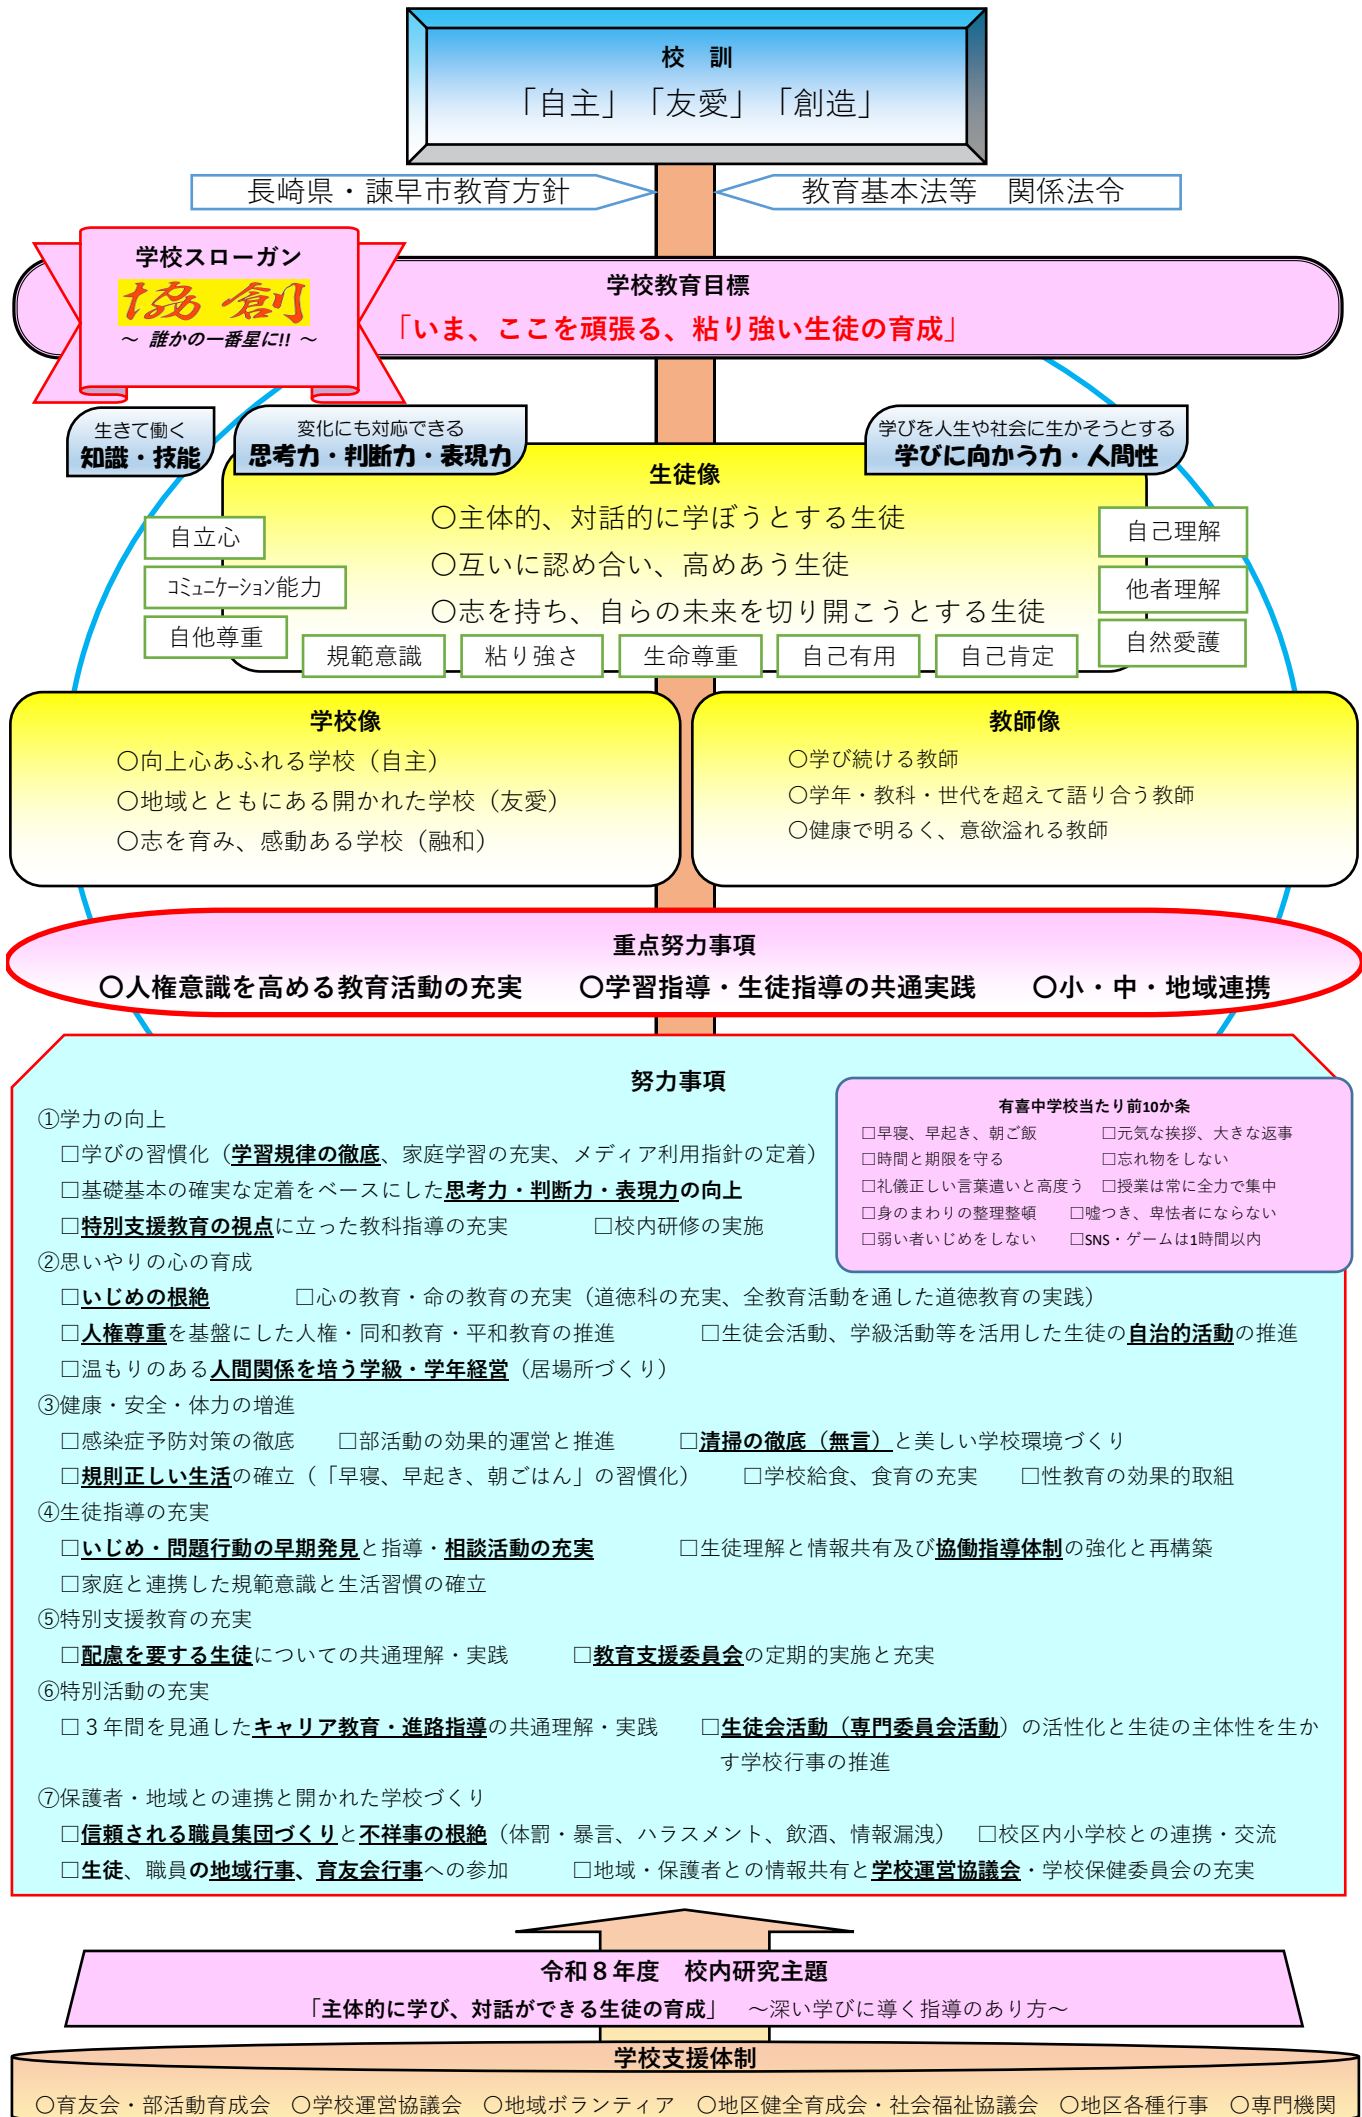 校　訓
「自主」「友愛」「創造」
長崎県・諫早市教育方針
教育基本法等　関係法令
学校スローガン
協 創
～ 誰かの一番星に!! ～
学校教育目標
「いま、ここを頑張る、粘り強い生徒の育成」
生きて働く
知識・技能
変化にも対応できる
思考力・判断力・表現力
学びを人生や社会に生かそうとする
学びに向かう力・人間性
生徒像
〇主体的、対話的に学ぼうとする生徒
〇互いに認め合い、高めあう生徒
〇志を持ち、自らの未来を切り開こうとする生徒
自立心
ｺﾐｭﾆｹｰｼｮﾝ能力
自他尊重
規範意識
粘り強さ
生命尊重
自己有用
自己肯定
自己理解
他者理解
自然愛護
学校像
〇向上心あふれる学校（自主）
〇地域とともにある開かれた学校（友愛）
〇志を育み、感動ある学校（融和）
教師像
〇学び続ける教師
〇学年・教科・世代を超えて語り合う教師
〇健康で明るく、意欲溢れる教師
重点努力事項
〇人権意識を高める教育活動の充実　　〇学習指導・生徒指導の共通実践　　〇小・中・地域連携
努力事項
①学力の向上
□学びの習慣化（学習規律の徹底、家庭学習の充実、メディア利用指針の定着）
□基礎基本の確実な定着をベースにした思考力・判断力・表現力の向上
□特別支援教育の視点に立った教科指導の充実　　　　□校内研修の実施
有喜中学校当たり前10か条
□早寝、早起き、朝ご飯　　　□元気な挨拶、大きな返事
□時間と期限を守る　　　□忘れ物をしない
□礼儀正しい言葉遣いと高度う　□授業は常に全力で集中
□身のまわりの整理整頓　　□嘘つき、卑怯者にならない
□弱い者いじめをしない　　□SNS・ゲームは1時間以内
②思いやりの心の育成
□いじめの根絶　　　　□心の教育・命の教育の充実（道徳科の充実、全教育活動を通した道徳教育の実践）
□人権尊重を基盤にした人権・同和教育・平和教育の推進　　　　□生徒会活動、学級活動等を活用した生徒の自治的活動の推進
□温もりのある人間関係を培う学級・学年経営（居場所づくり）
③健康・安全・体力の増進
□感染症予防対策の徹底　　□部活動の効果的運営と推進　　　□清掃の徹底（無言）と美しい学校環境づくり
□規則正しい生活の確立（「早寝、早起き、朝ごはん」の習慣化）　　□学校給食、食育の充実　　□性教育の効果的取組
④生徒指導の充実
□いじめ・問題行動の早期発見と指導・相談活動の充実　　　　□生徒理解と情報共有及び協働指導体制の強化と再構築
□家庭と連携した規範意識と生活習慣の確立
⑤特別支援教育の充実
□配慮を要する生徒についての共通理解・実践　　　□教育支援委員会の定期的実施と充実
⑥特別活動の充実
□３年間を見通したキャリア教育・進路指導の共通理解・実践　　□生徒会活動（専門委員会活動）の活性化と生徒の主体性を生か
す学校行事の推進
⑦保護者・地域との連携と開かれた学校づくり
□信頼される職員集団づくりと不祥事の根絶（体罰・暴言、ハラスメント、飲酒、情報漏洩）　□校区内小学校との連携・交流
□生徒、職員の地域行事、育友会行事への参加　　　□地域・保護者との情報共有と学校運営協議会・学校保健委員会の充実
令和８年度　校内研究主題
「主体的に学び、対話ができる生徒の育成」　～深い学びに導く指導のあり方～
学校支援体制
〇育友会・部活動育成会　〇学校運営協議会　〇地域ボランティア　〇地区健全育成会・社会福祉協議会　〇地区各種行事　〇専門機関